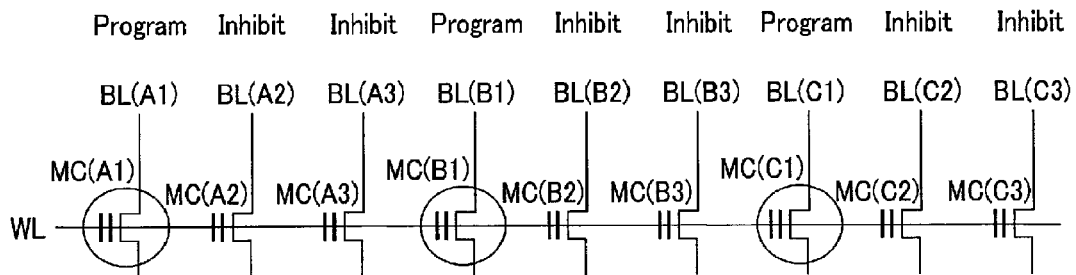 Program Inhibit Inhibit Program Inhibit Inhibit Program Inhibit Inhibit
BL(A1) BL(A2) BL(A3) BL(B1) BL(B2) BL(B3) BL(C1) BL(C2) BL(C3)
MC(A1) MC(A2) MC(A3) MC(B1) MC(B2) MC(B3) MC(C1) MC(C2) MC(C3)
WL